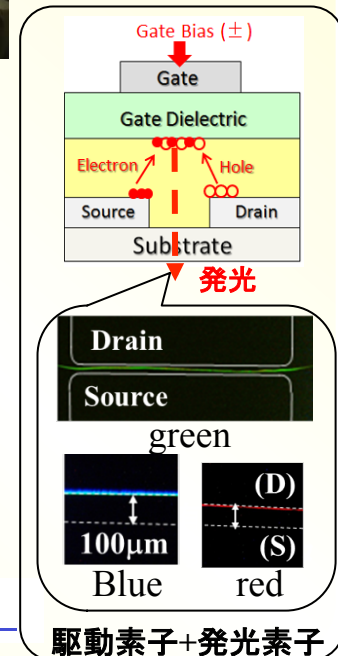 Gate Bias (±)
Gate
Gate Dielectric
Electron
Hole
Source
Drain
Substrate
発光
Drain
Source
green
(D)
100μm
(S)
Blue
red
駆動素子+発光素子